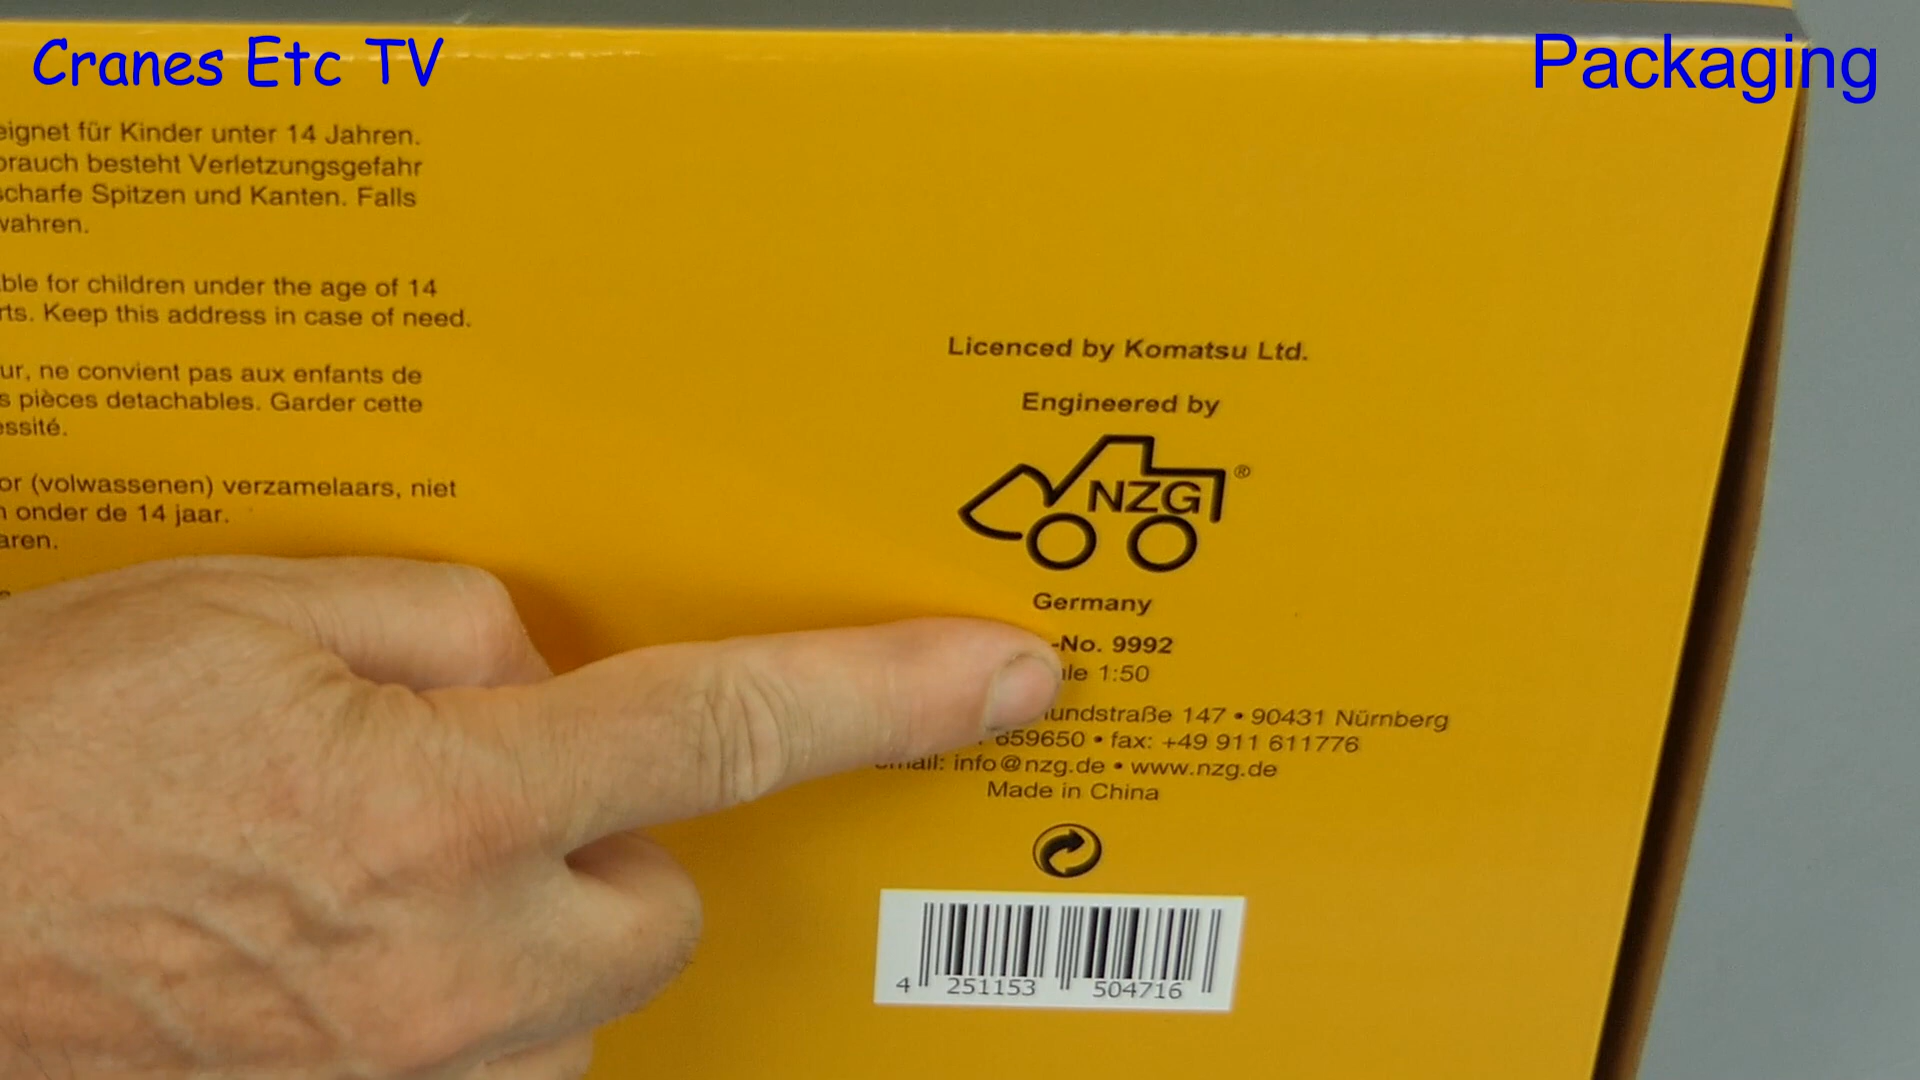 Cranes Etc TV
Packaging
eignet für Kinder unter 14 Jahren.
brauch besteht Verletzungsgefahr
scharfe Spitzen und Kanten. Falls
wahren.
ble for children under the age of 14
rts. Keep this address in case of need.
ur, ne convient pas aux enfants de
s pièces detachables. Garder cette
essité.
or (volwassenen) verzamelaars, niet
n onder de 14 jaar.
aren.
Licenced by Komatsu Ltd.
Engineered by
NZG®
Germany
-No. 9992
le 1:50
undstraße 147 • 90431 Nürnberg
659650 • fax: +49 911 611776
email: info@nzg.de • www.nzg.de
Made in China
4 251153 504716